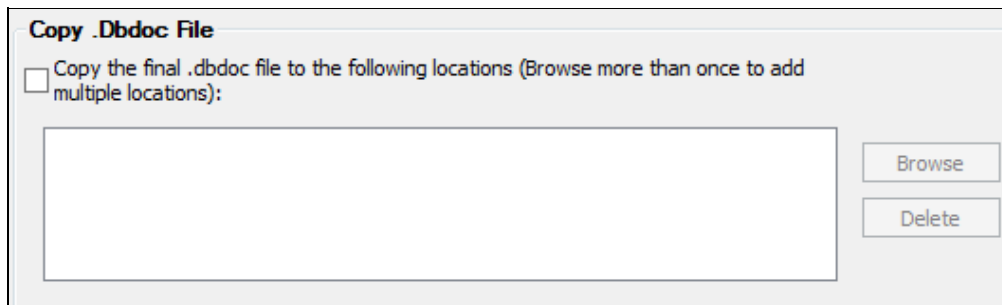 Copy .Dbdoc File
Copy the final .dbdoc file to the following locations (Browse more than once to add
multiple locations):
Browse
Delete